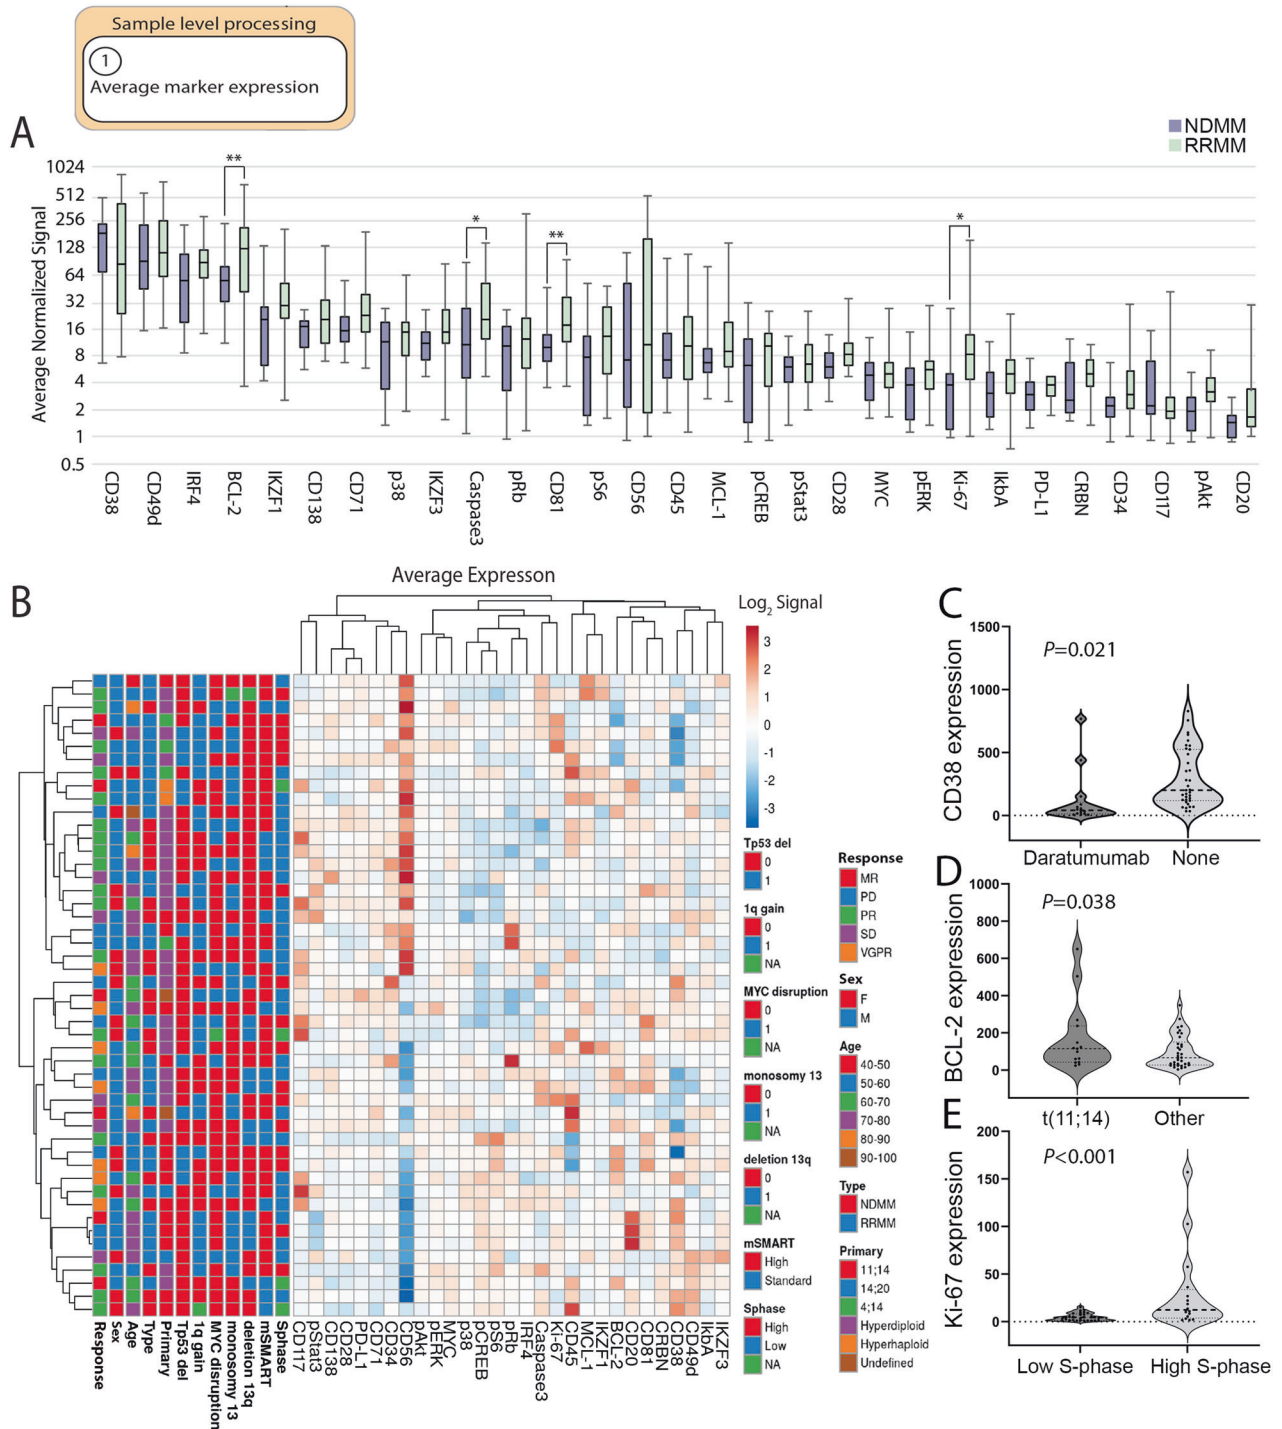 Sample level processing
1
Average marker expression
A
NDMM
RRMM
Average Normalized Signal
1024
512
256
128
64
32
16
8
4
2
1
0.5
**
*
**
*
CD38
CD49d
IRF4
BCL-2
IKZF1
CD138
CD71
p38
IKZF3
Caspase3
pRb
CD81
pS6
CD56
CD45
MCL-1
pCREB
pStat3
CD28
MYC
pERK
Ki-67
IkbA
PD-L1
CRBN
CD34
CD117
pAkt
CD20
B
Average Expresson
Log2 Signal
3
2
1
0
-1
-2
-3
Response
Sex
Age
Type
Primary
Tp53 del
1q gain
MYC disruption
monosomy 13
deletion 13q
mSMART
Sphase
CD117
pStat3
CD138
CD28
PD-L1
CD71
CD34
CD56
pAkt
pERK
MYC
p38
pCREB
pS6
pRb
IRF4
Caspase3
Ki-67
CD45
MCL-1
IKZF1
BCL-2
CD20
CD81
CRBN
CD38
CD49d
IkbA
IKZF3
Tp53 del
0
1
1q gain
0
1
NA
MYC disruption
0
1
NA
monosomy 13
0
1
NA
deletion 13q
0
1
NA
mSMART
High
Standard
Sphase
High
Low
NA
Response
MR
PD
PR
SD
VGPR
Sex
F
M
Age
40-50
50-60
60-70
70-80
80-90
90-100
Type
NDMM
RRMM
Primary
11;14
14;20
4;14
Hyperdiploid
Hyperhaploid
Undefined
C
CD38 expression
1500
1000
500
0
P=0.021
Daratumumab
None
D
BCL-2 expression
1000
800
600
400
200
0
P=0.038
t(11;14)
Other
E
Ki-67 expression
200
150
100
50
0
P<0.001
Low S-phase
High S-phase